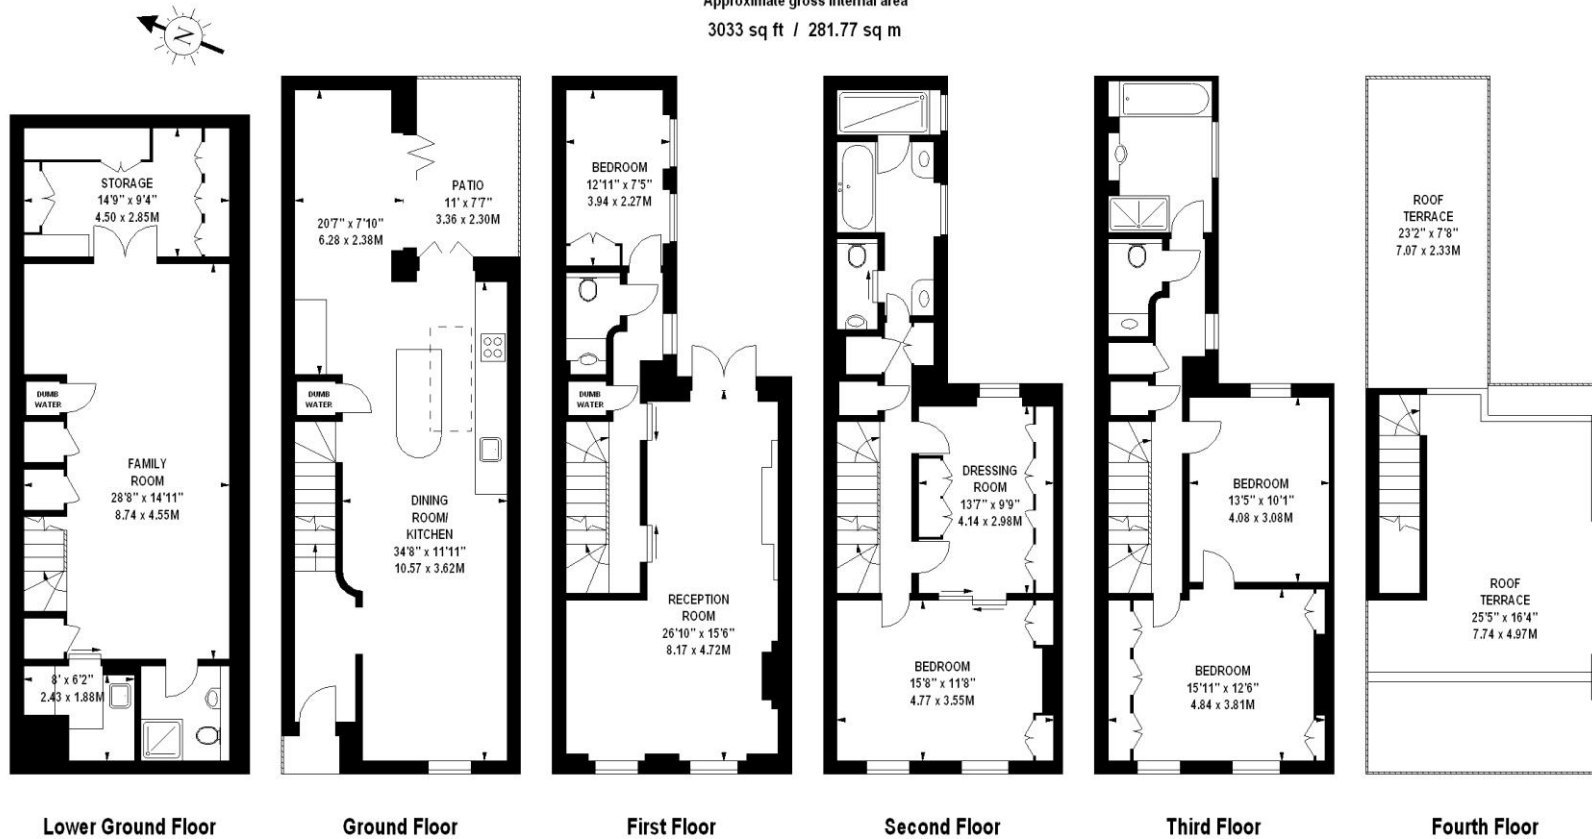 Approximate gross internal area
3033 sq ft / 281.77 sq m
N
STORAGE
14'9" x 9'4"
4.50 x 2.85M
DUMB
WATER
FAMILY
ROOM
28'8" x 14'11"
8.74 x 4.55M
8' x 6'2"
2.43 x 1.88M
Lower Ground Floor
PATIO
11' x 7'7"
3.36 x 2.30M
20'7" x 7'10"
6.28 x 2.38M
DUMB
WATER
DINING
ROOM/
KITCHEN
34'8" x 11'11"
10.57 x 3.62M
Ground Floor
BEDROOM
12'11" x 7'5"
3.94 x 2.27M
DUMB
WATER
RECEPTION
ROOM
26'10" x 15'6"
8.17 x 4.72M
First Floor
DRESSING
ROOM
13'7" x 9'9"
4.14 x 2.98M
BEDROOM
15'8" x 11'8"
4.77 x 3.55M
Second Floor
BEDROOM
13'5" x 10'1"
4.08 x 3.08M
BEDROOM
15'11" x 12'6"
4.84 x 3.81M
Third Floor
ROOF
TERRACE
23'2" x 7'8"
7.07 x 2.33M
ROOF
TERRACE
25'5" x 16'4"
7.74 x 4.97M
Fourth Floor